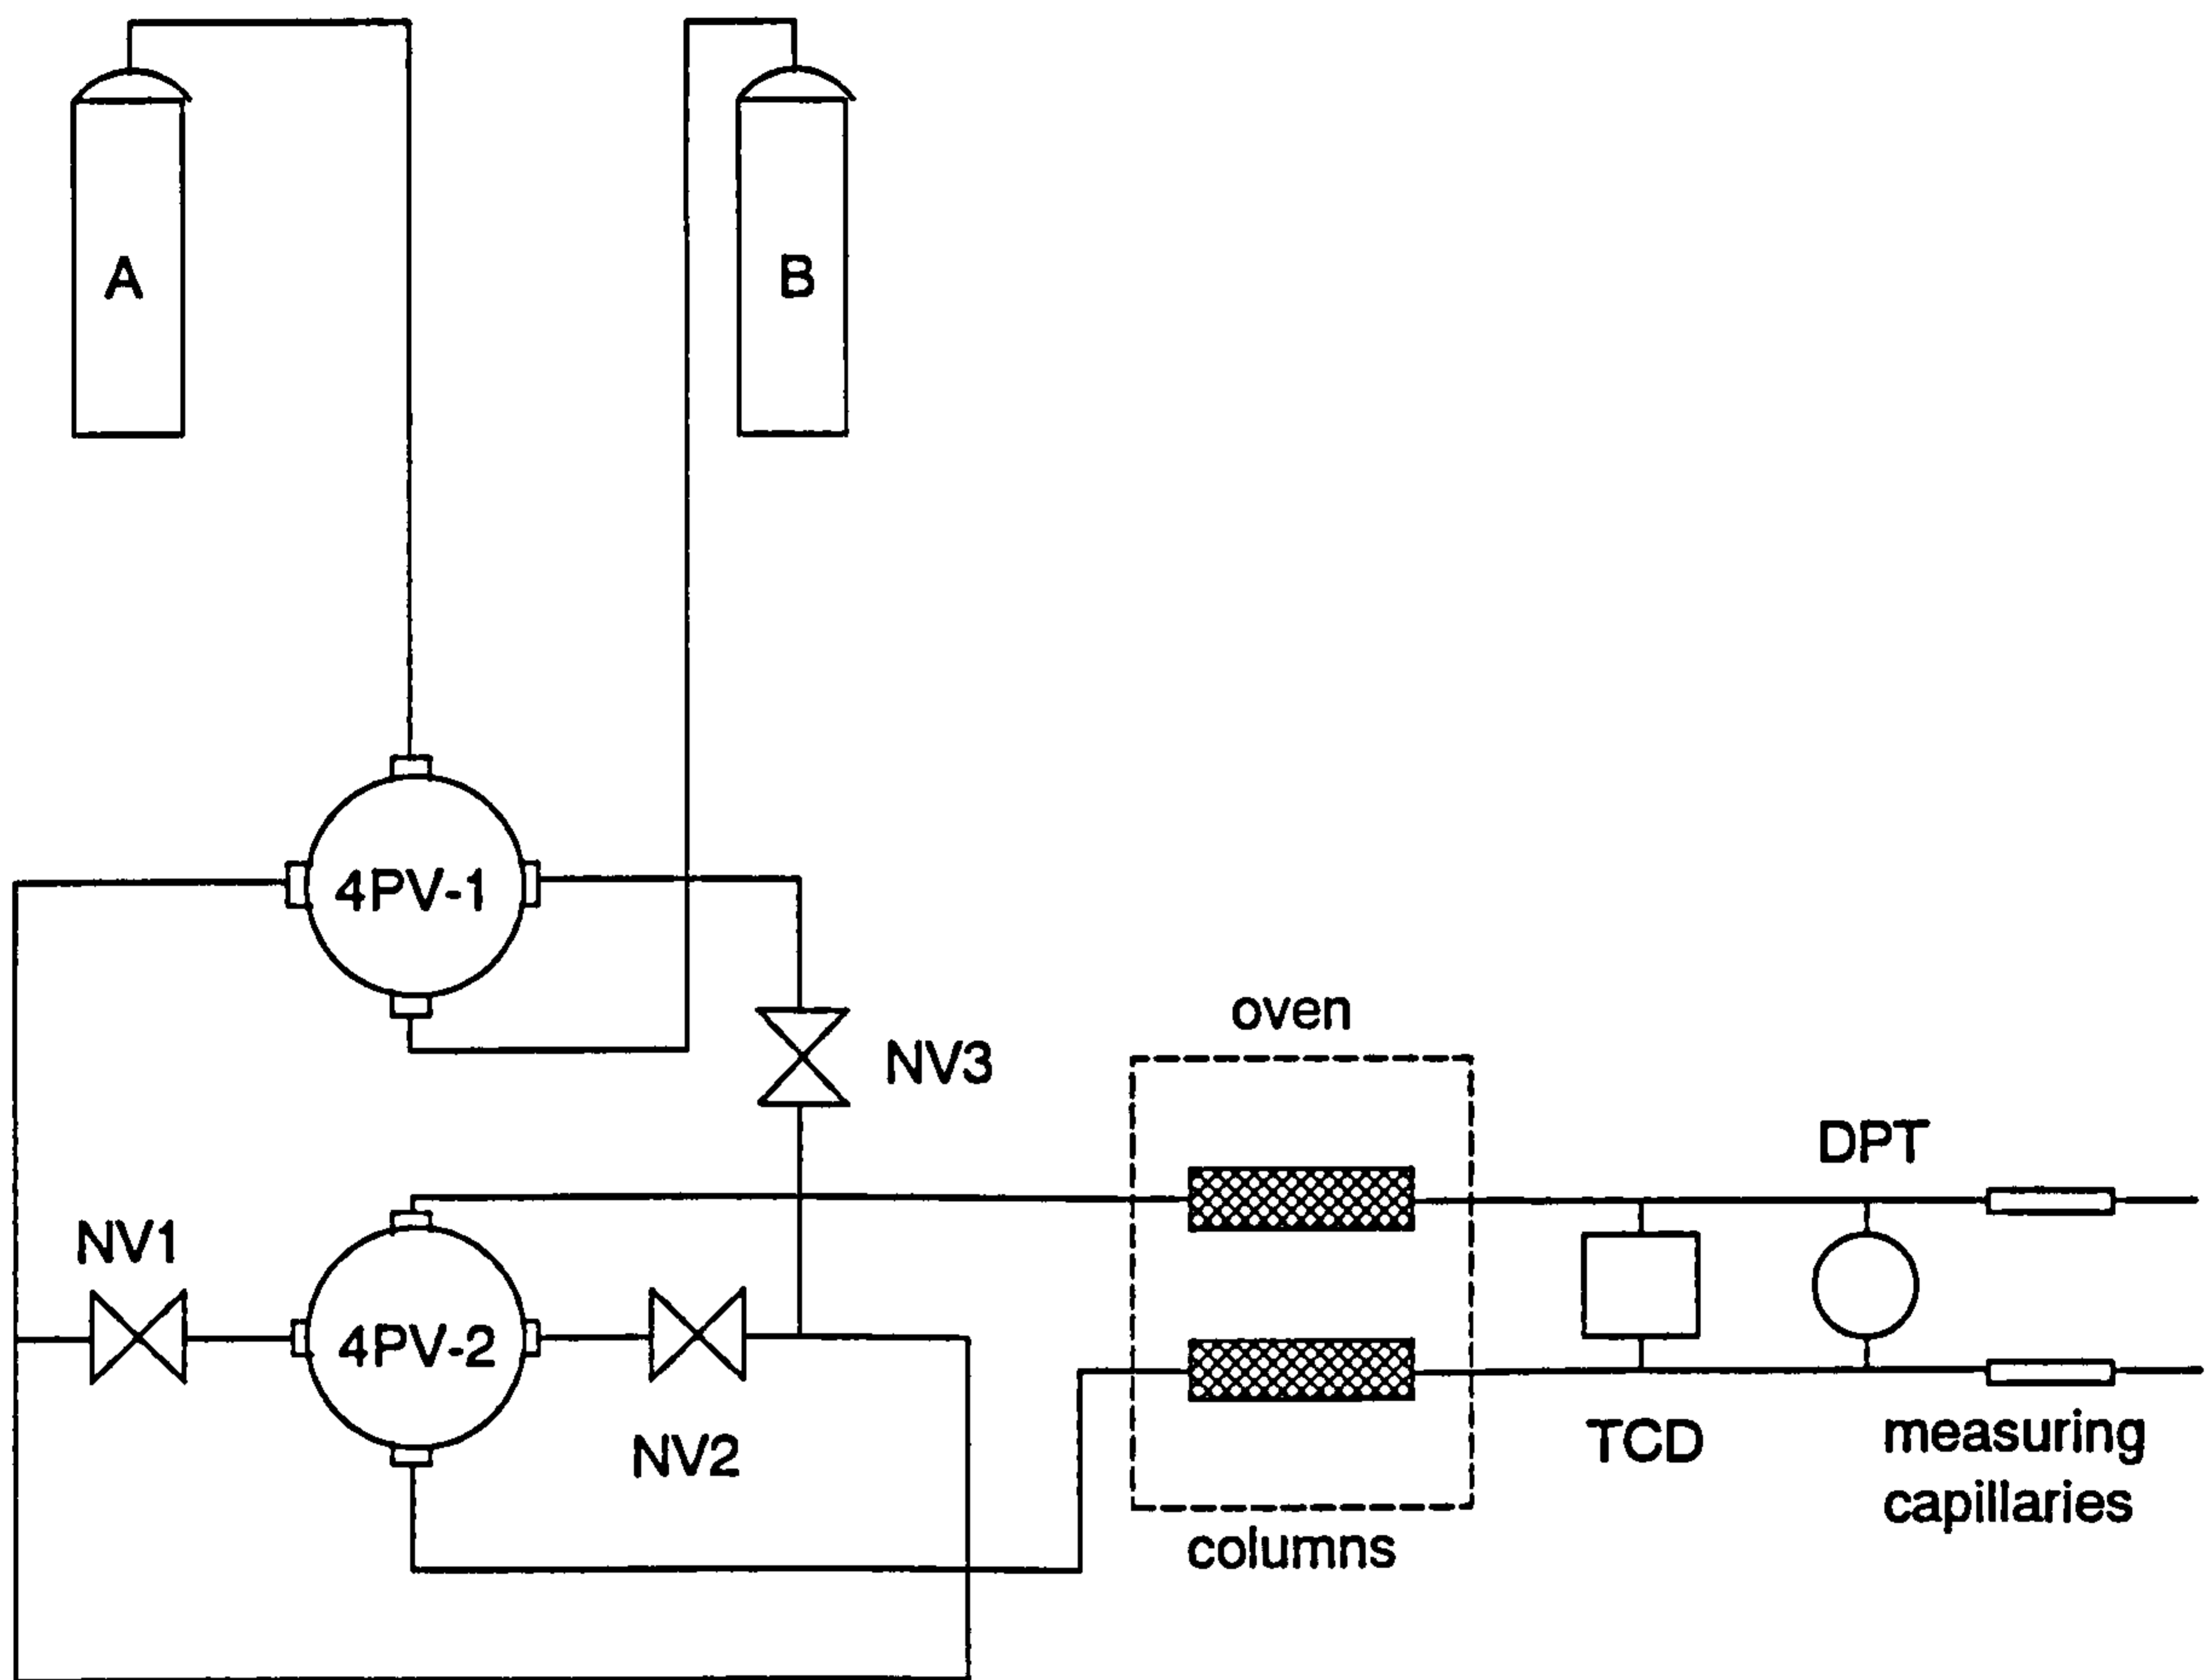 A
B
4PV-1
NV3
oven
DPT
NV1
4PV-2
NV2
TCD
measuring
capillaries
columns